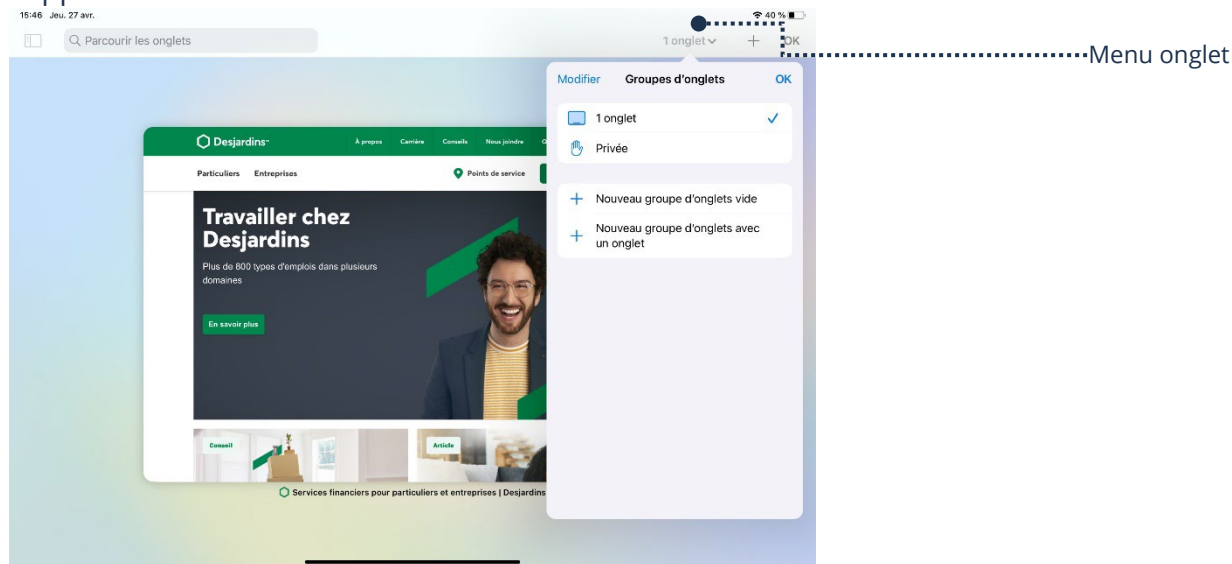 15:46 Jeu. 27 avr.
40 %
Parcourir les onglets
1 onglet
OK
Menu onglet
Modifier
Groupes d'onglets
OK
1 onglet
Privée
Nouveau groupe d'onglets vide
Nouveau groupe d'onglets avec
un onglet
Desjardins
À propos
Carrière
Conseils
Nous joindre
Particuliers
Entreprises
Points de service
Travailler chez
Desjardins
Plus de 800 types d'emplois dans plusieurs
domaines
En savoir plus
Conseil
Article
Services financiers pour particuliers et entreprises | Desjardins